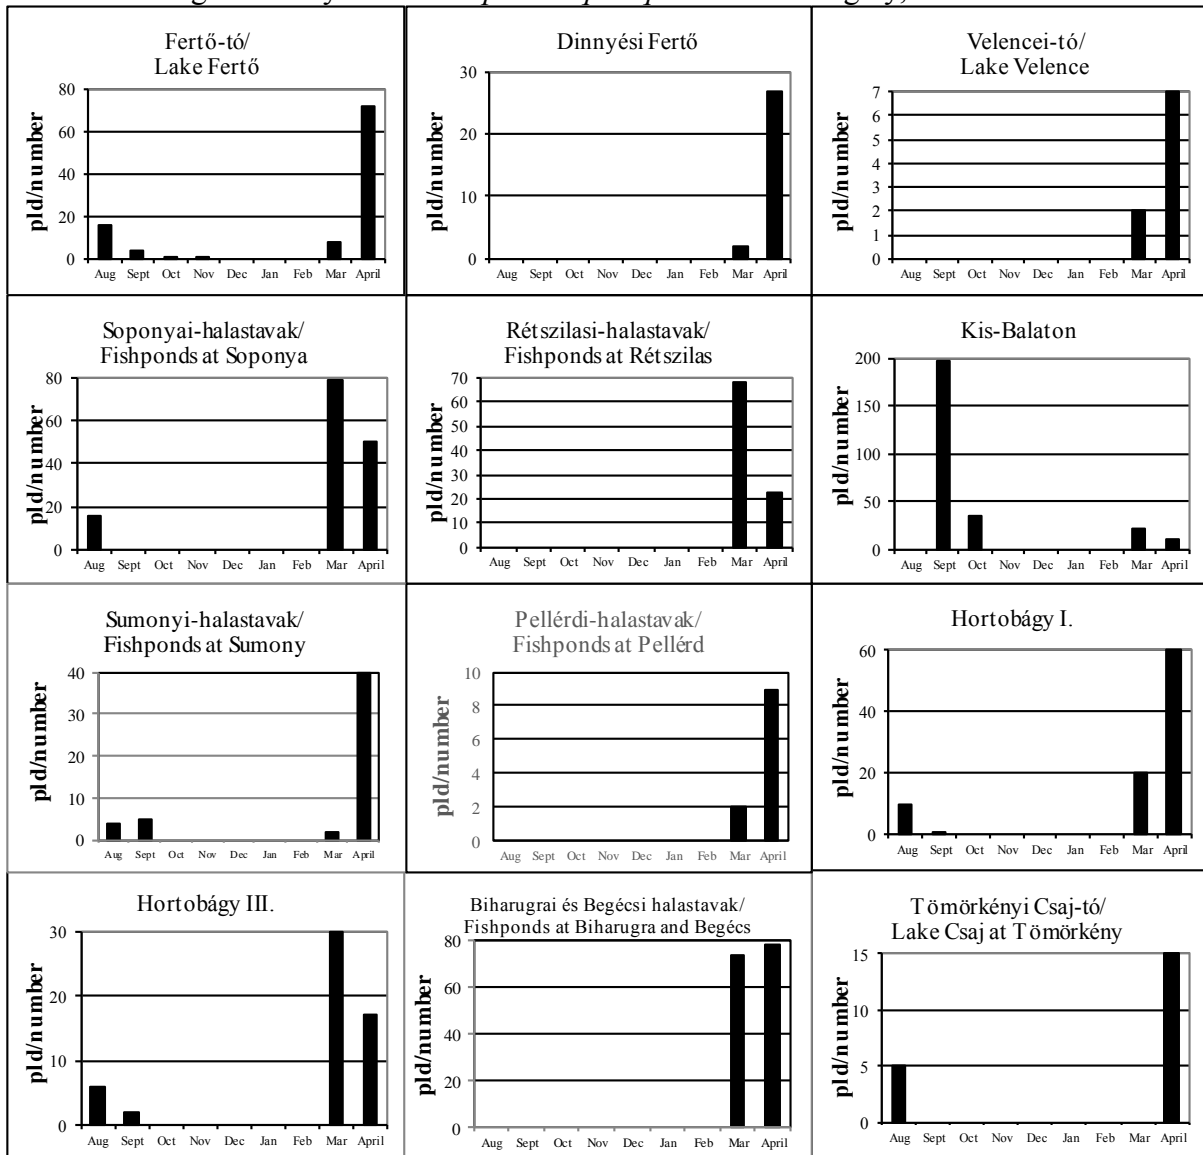 Fertő-tó/
Lake Fertő
pld/number
80
60
40
20
0
Aug Sept Oct Nov Dec Jan Feb Mar April
Dinnyési Fertő
pld/number
30
20
10
0
Aug Sept Oct Nov Dec Jan Feb Mar April
Velencei-tó/
Lake Velence
pld/number
7
6
5
4
3
2
1
0
Aug Sept Oct Nov Dec Jan Feb Mar April
Soponyai-halastavak/
Fishponds at Soponya
pld/number
80
60
40
20
0
Aug Sept Oct Nov Dec Jan Feb Mar April
Rétszilasi-halastavak/
Fishponds at Rétszilas
pld/number
70
60
50
40
30
20
10
0
Aug Sept Oct Nov Dec Jan Feb Mar April
Kis-Balaton
pld/number
200
150
100
50
0
Aug Sept Oct Nov Dec Jan Feb Mar April
Sumonyi-halastavak/
Fishponds at Sumony
pld/number
40
30
20
10
0
Aug Sept Oct Nov Dec Jan Feb Mar April
Pellérdi-halastavak/
Fishponds at Pellérd
pld/number
10
8
6
4
2
0
Aug Sept Oct Nov Dec Jan Feb Mar April
Hortobágy I.
pld/number
60
40
20
0
Aug Sept Oct Nov Dec Jan Feb Mar April
Hortobágy III.
pld/number
30
20
10
0
Aug Sept Oct Nov Dec Jan Feb Mar April
Biharugrai és Begécsi halastavak/
Fishponds at Biharugra and Begécs
pld/number
80
60
40
20
0
Aug Sept Oct Nov Dec Jan Feb Mar April
Tömörkényi Csaj-tó/
Lake Csaj at Tömörkény
pld/number
15
10
5
0
Aug Sept Oct Nov Dec Jan Feb Mar April